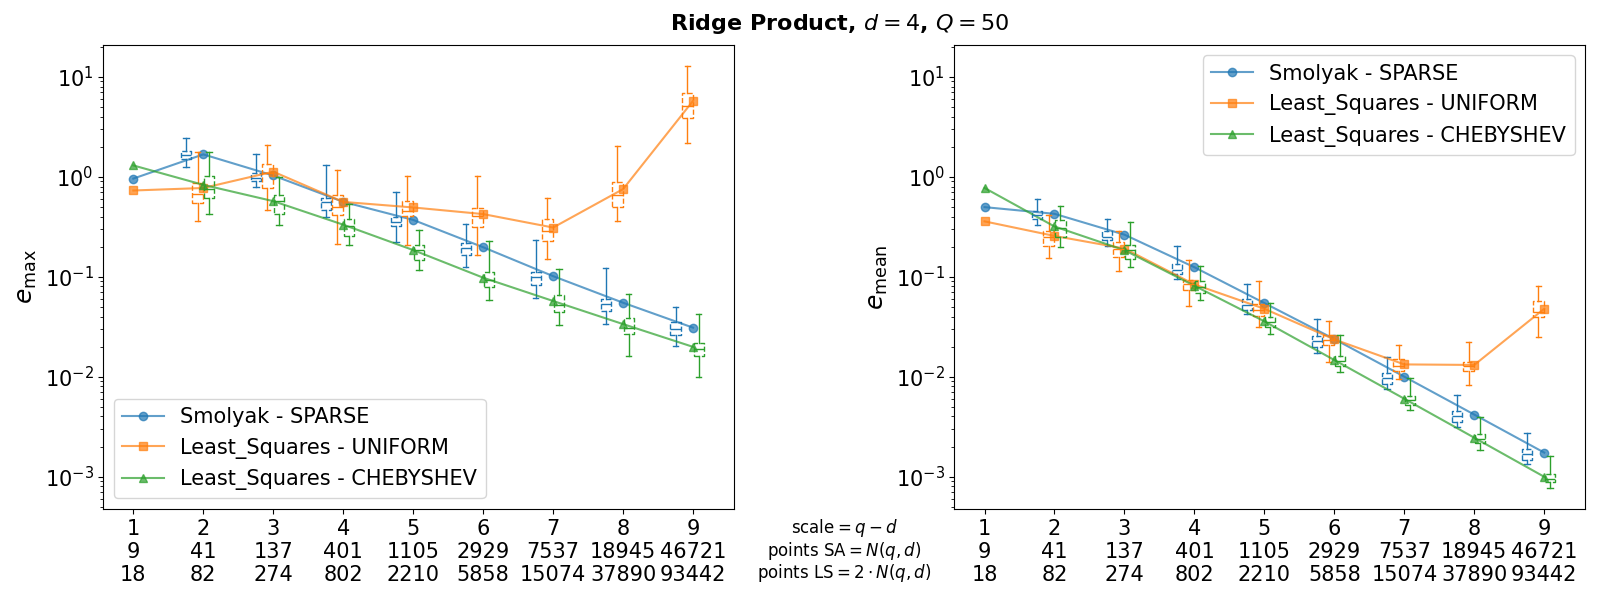 Ridge Product, d = 4, Q = 50
10¹
10⁰
10⁻¹
10⁻²
10⁻³
e_max
Smolyak - SPARSE
Least_Squares - UNIFORM
Least_Squares - CHEBYSHEV
1 2 3 4 5 6 7 8 9
9 41 137 401 1105 2929 7537 18945 46721
18 82 274 802 2210 5858 15074 37890 93442
scale = q − d
points SA = N(q, d)
points LS = 2 · N(q, d)
10¹
10⁰
10⁻¹
10⁻²
10⁻³
e_mean
Smolyak - SPARSE
Least_Squares - UNIFORM
Least_Squares - CHEBYSHEV
1 2 3 4 5 6 7 8 9
9 41 137 401 1105 2929 7537 18945 46721
18 82 274 802 2210 5858 15074 37890 93442